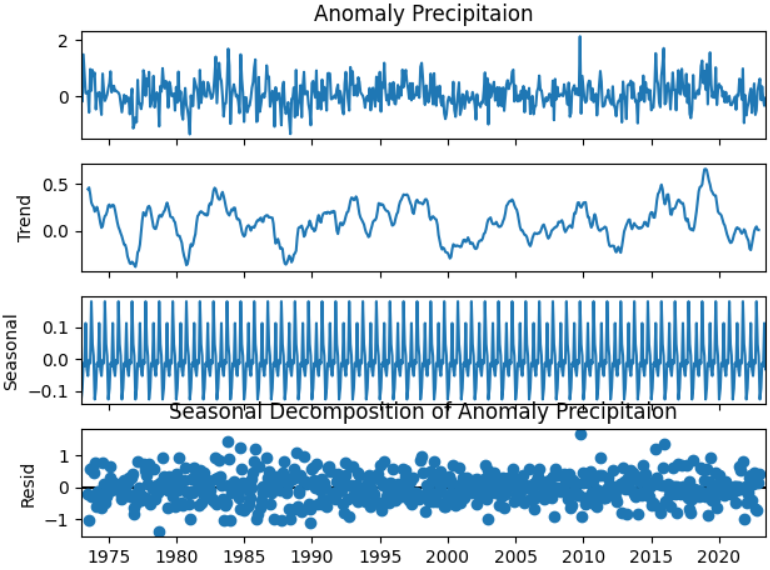 Anomaly Precipitaion
2
0
0.5
0.0
Trend
0.1
0.0
−0.1
Seasonal
Seasonal Decomposition of Anomaly Precipitaion
1
0
−1
Resid
1975 1980 1985 1990 1995 2000 2005 2010 2015 2020